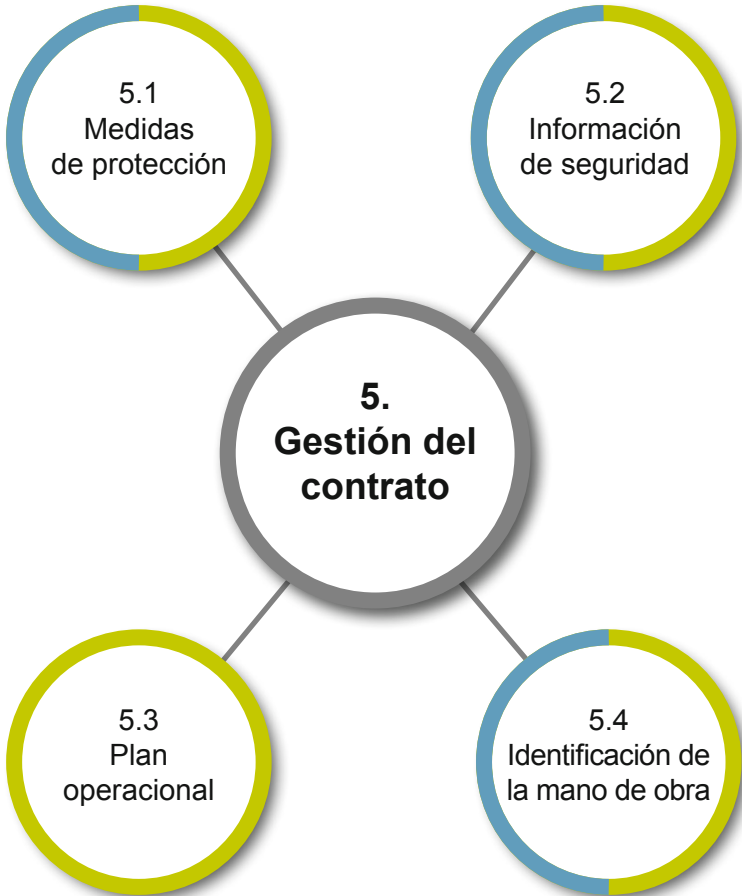 5.1
Medidas
de protección
5.2
Información
de seguridad
5.
Gestión del
contrato
5.3
Plan
operacional
5.4
Identificación de
la mano de obra